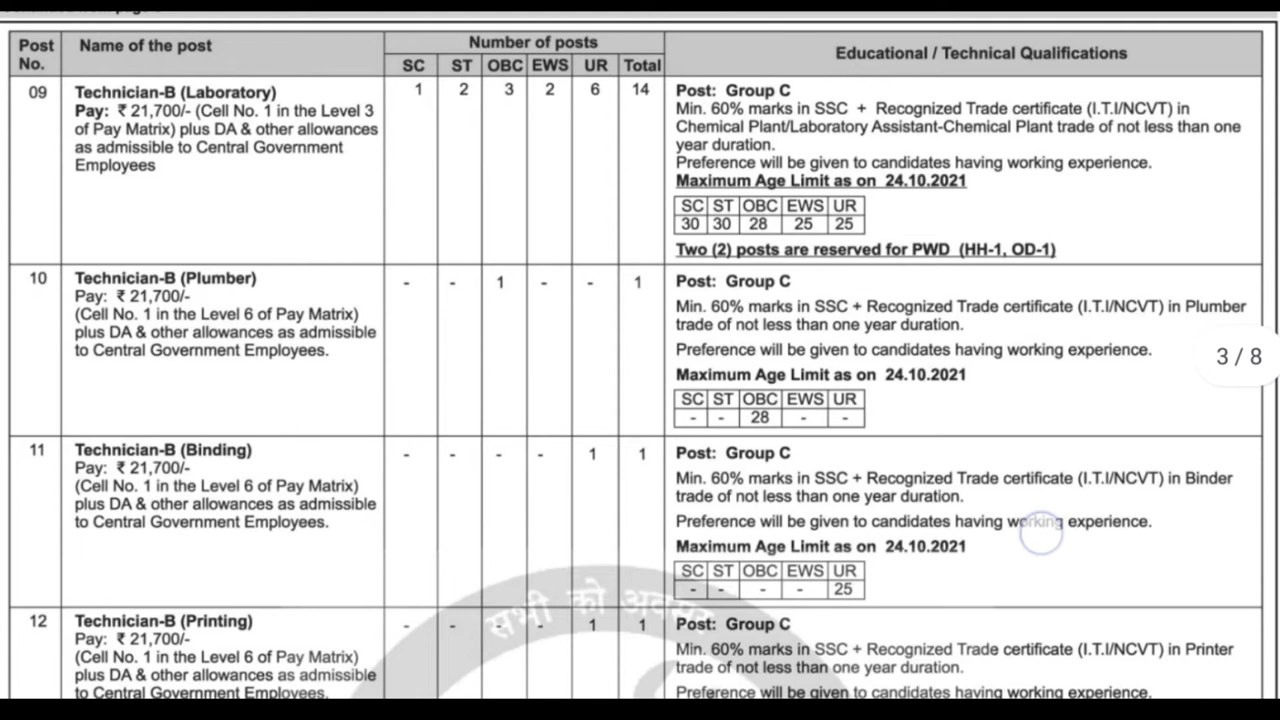 Post No. Name of the post Number of posts Educational / Technical Qualifications
SC ST OBC EWS UR Total
09 Technician-B (Laboratory) 1 2 3 2 6 14 Post: Group C
Pay: ₹ 21,700/- (Cell No. 1 in the Level 3
of Pay Matrix) plus DA & other allowances
as admissible to Central Government
Employees
Min. 60% marks in SSC + Recognized Trade certificate (I.T.I/NCVT) in
Chemical Plant/Laboratory Assistant-Chemical Plant trade of not less than one
year duration.
Preference will be given to candidates having working experience.
Maximum Age Limit as on 24.10.2021
SC ST OBC EWS UR
30 30 28 25 25
Two (2) posts are reserved for PWD (HH-1, OD-1)
10 Technician-B (Plumber) - - 1 - - 1 Post: Group C
Pay: ₹ 21,700/-
(Cell No. 1 in the Level 6 of Pay Matrix)
plus DA & other allowances as admissible
to Central Government Employees.
Min. 60% marks in SSC + Recognized Trade certificate (I.T.I/NCVT) in Plumber
trade of not less than one year duration.
Preference will be given to candidates having working experience.
Maximum Age Limit as on 24.10.2021
SC ST OBC EWS UR
- - 28 - -
3 / 8
11 Technician-B (Binding) - - - - 1 1 Post: Group C
Pay: ₹ 21,700/-
(Cell No. 1 in the Level 6 of Pay Matrix)
plus DA & other allowances as admissible
to Central Government Employees.
Min. 60% marks in SSC + Recognized Trade certificate (I.T.I/NCVT) in Binder
trade of not less than one year duration.
Preference will be given to candidates having working experience.
Maximum Age Limit as on 24.10.2021
SC ST OBC EWS UR
- - - - 25
सभी को अवसर
12 Technician-B (Printing) - - - - 1 1 Post: Group C
Pay: ₹ 21,700/-
(Cell No. 1 in the Level 6 of Pay Matrix)
plus DA & other allowances as admissible
to Central Government Employees.
Min. 60% marks in SSC + Recognized Trade certificate (I.T.I/NCVT) in Printer
trade of not less than one year duration.
Preference will be given to candidates having working experience.